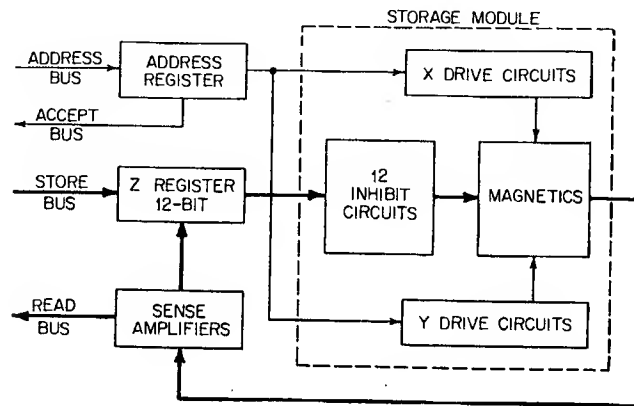 STORAGE MODULE
ADDRESS
BUS
ADDRESS
REGISTER
X DRIVE CIRCUITS
ACCEPT
BUS
STORE
BUS
Z REGISTER
12-BIT
12
INHIBIT
CIRCUITS
MAGNETICS
READ
BUS
SENSE
AMPLIFIERS
Y DRIVE CIRCUITS